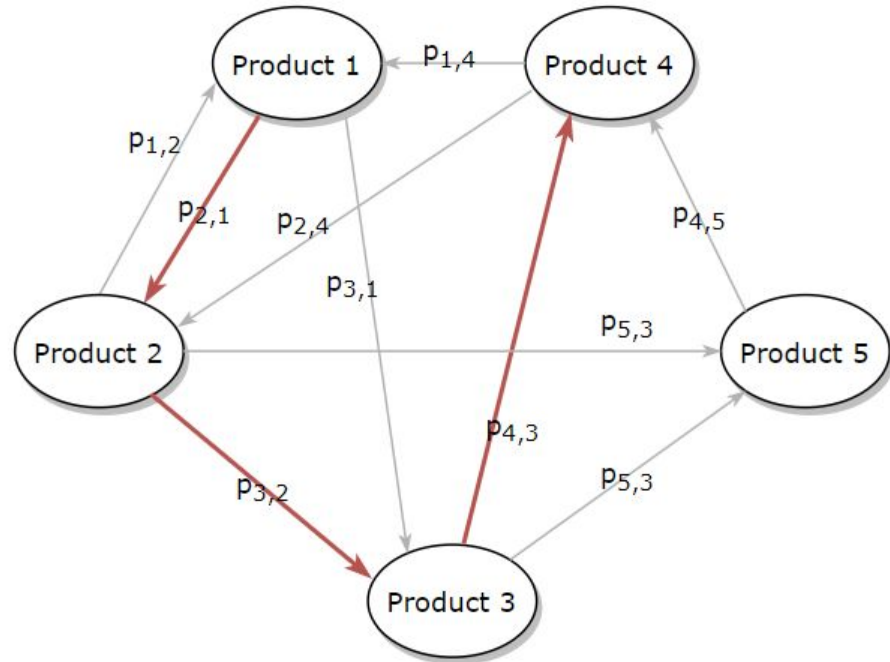 Product 1
p1,4
Product 4
p1,2
p2,1
p2,4
p4,5
p3,1
p5,3
Product 2
Product 5
p4,3
p3,2
p5,3
Product 3